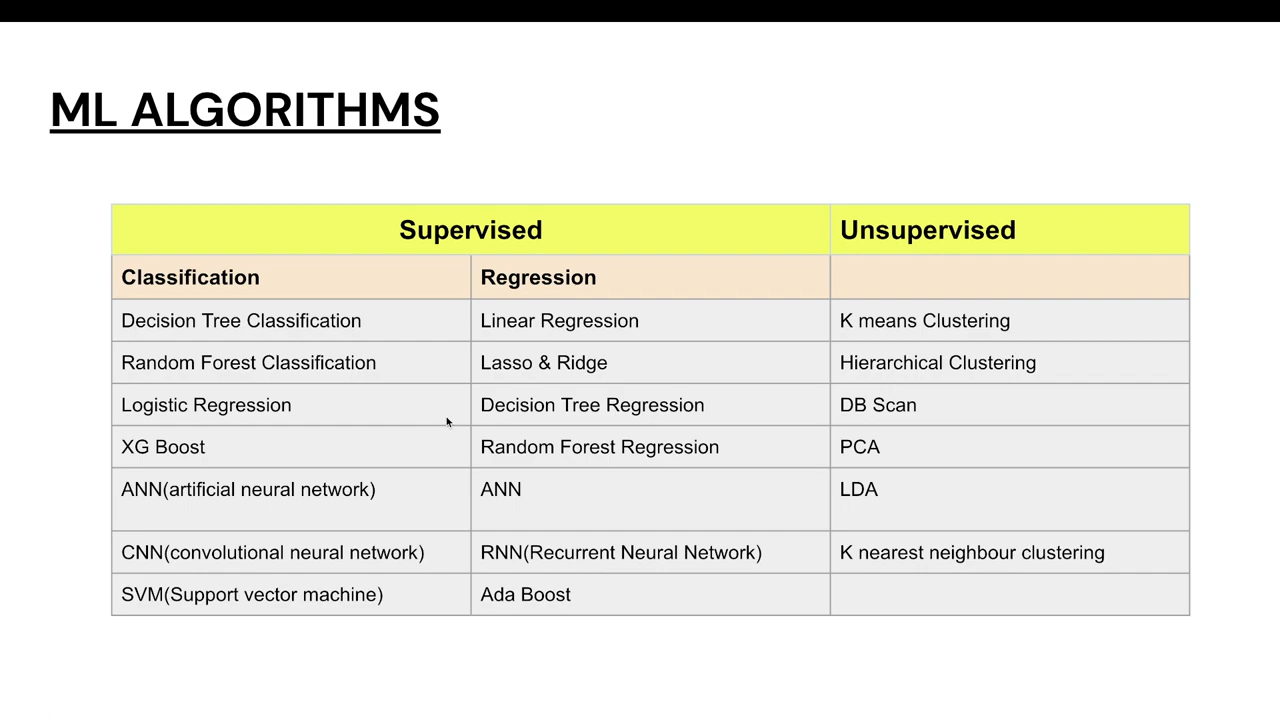 ML ALGORITHMS
Supervised Unsupervised
Classification Regression
Decision Tree Classification Linear Regression K means Clustering
Random Forest Classification Lasso & Ridge Hierarchical Clustering
Logistic Regression Decision Tree Regression DB Scan
XG Boost Random Forest Regression PCA
ANN(artificial neural network) ANN LDA
CNN(convolutional neural network) RNN(Recurrent Neural Network) K nearest neighbour clustering
SVM(Support vector machine) Ada Boost